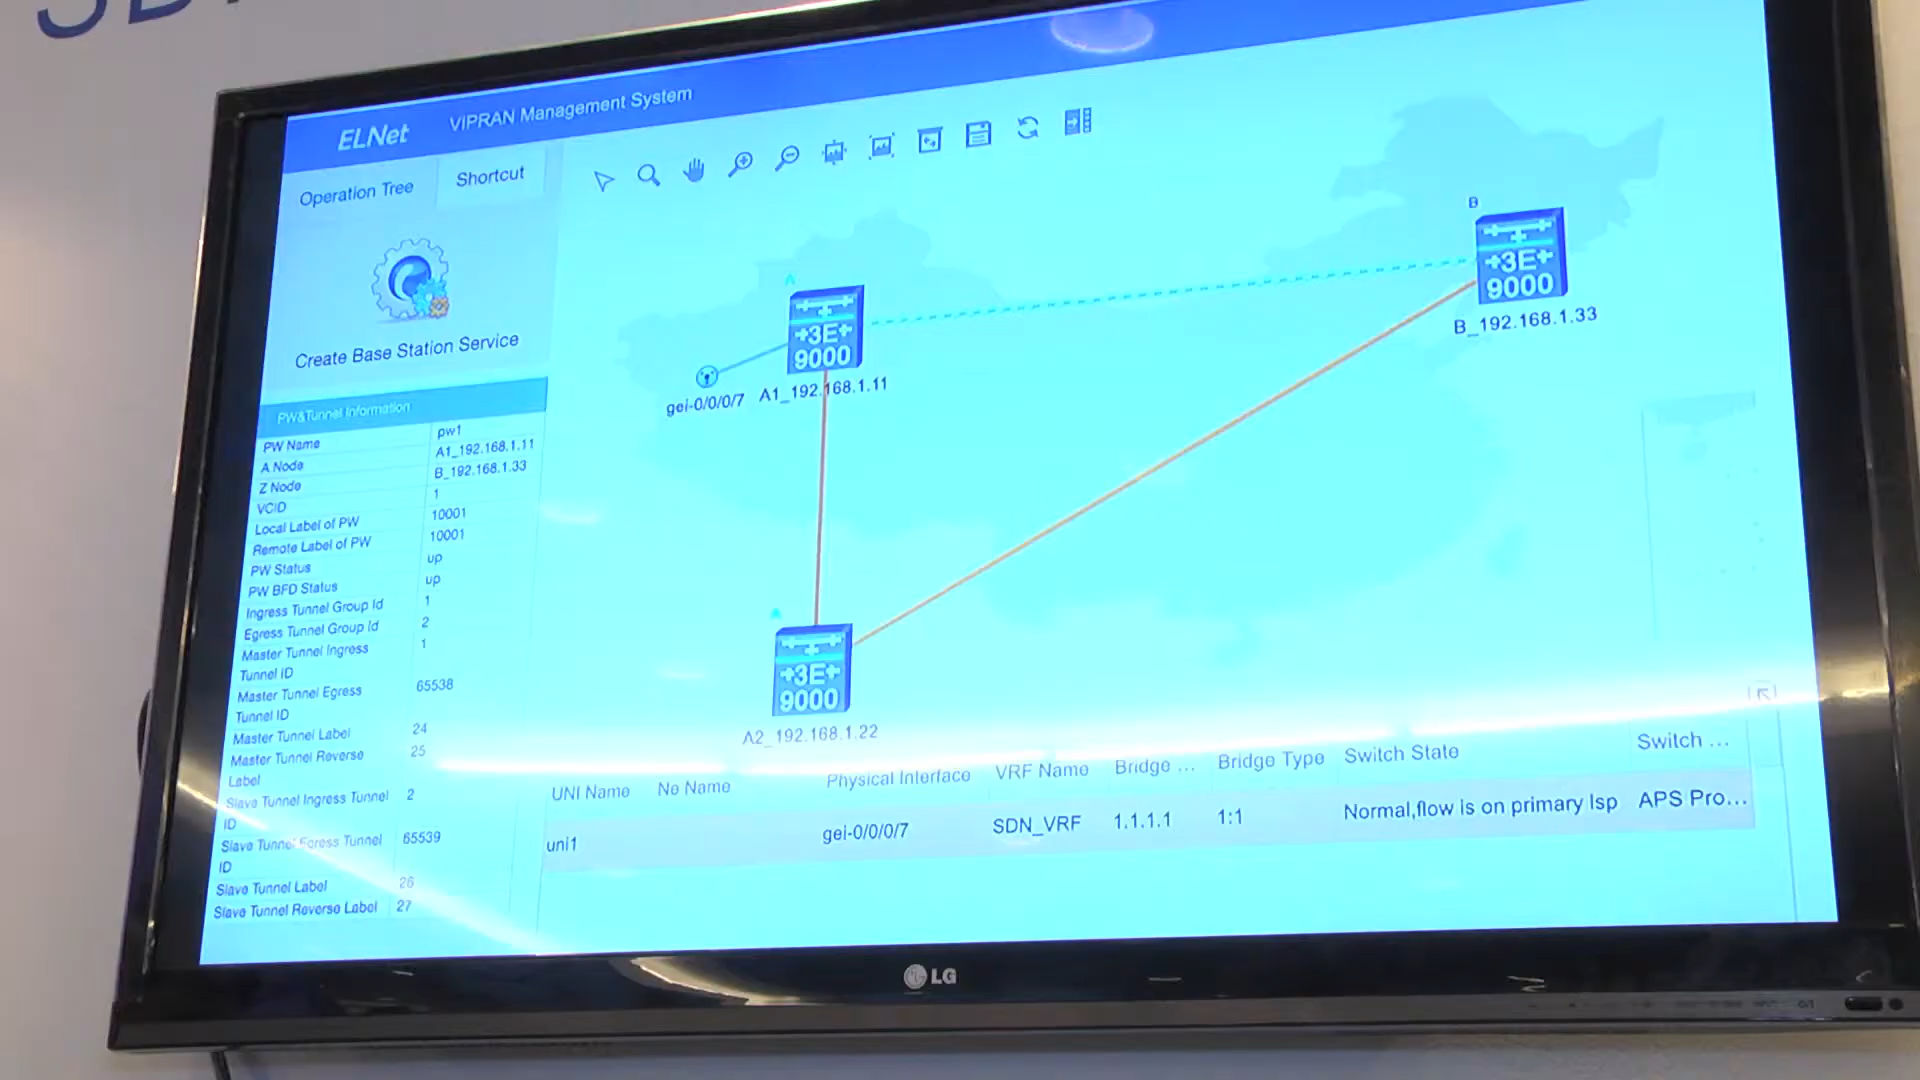 ELNet
VIPRAN Management System
Operation Tree
Shortcut
Create Base Station Service
PW&Tunnel Information
PW Name pw1
A Node A1_192.168.1.11
Z Node B_192.168.1.33
VCID 1
Local Label of PW 10001
Remote Label of PW 10001
PW Status up
PW BFD Status up
Ingress Tunnel Group Id 1
Egress Tunnel Group Id 2
Master Tunnel Ingress 1
Tunnel ID
Master Tunnel Egress 65538
Tunnel ID
Master Tunnel Label 24
Master Tunnel Reverse 25
Label
Slave Tunnel Ingress Tunnel 2
ID
Slave Tunnel Egress Tunnel 65539
ID
Slave Tunnel Label 26
Slave Tunnel Reverse Label 27
A
+3E+
9000
A1_192.168.1.11
gei-0/0/0/7
B
+3E+
9000
B_192.168.1.33
+3E+
9000
A2_192.168.1.22
UNI Name Ne Name Physical Interface VRF Name Bridge ... Bridge Type Switch State Switch ...
uni1 gei-0/0/0/7 SDN_VRF 1.1.1.1 1:1 Normal,flow is on primary lsp APS Pro...
LG